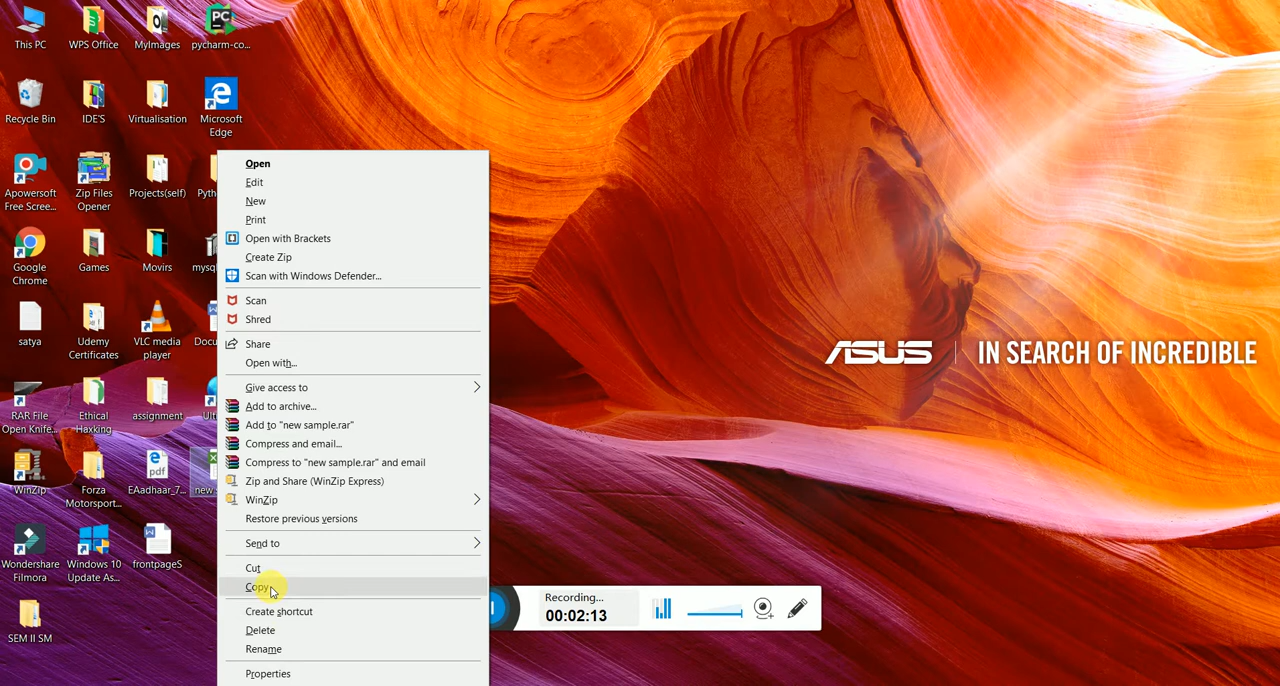 This PC
WPS Office
MyImages
pycharm-co...
Recycle Bin
IDE'S
Virtualisation
Microsoft
Edge
Apowersoft
Free Scree...
Zip Files
Opener
Projects(self)
Pyth
Google
Chrome
Games
Movirs
mysql
satya
Udemy
Certificates
VLC media
player
Docu
RAR File
Open Knife...
Ethical
Haxking
assignment
Ult
WinZip
Forza
Motorsport...
pdf
EAadhaar_7...
new s
Wondershare
Filmora
Windows 10
Update As...
frontpageS
SEM II SM
Open
Edit
New
Print
Open with Brackets
Create Zip
Scan with Windows Defender...
Scan
Shred
Share
Open with...
Give access to
Add to archive...
Add to "new sample.rar"
Compress and email...
Compress to "new sample.rar" and email
Zip and Share (WinZip Express)
WinZip
Restore previous versions
Send to
Cut
Copy
Create shortcut
Delete
Rename
Properties
ASUS
IN SEARCH OF INCREDIBLE
Recording...
00:02:13